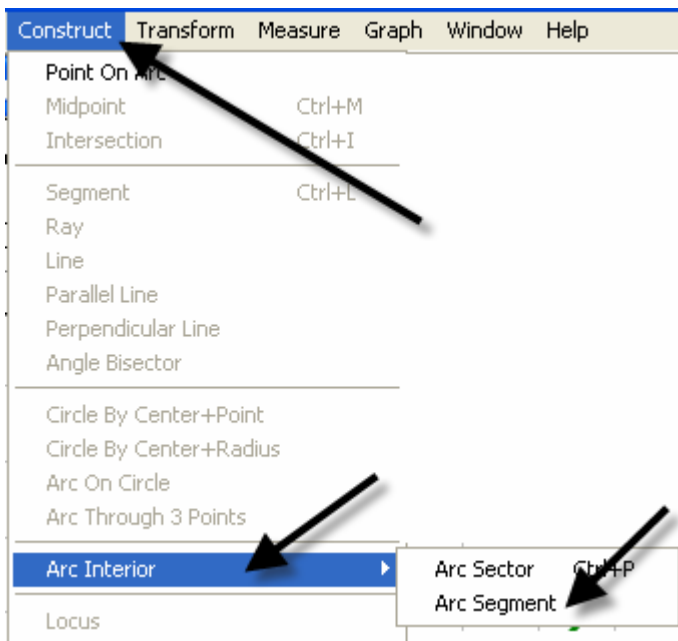 Construct Transform Measure Graph Window Help
Point On Arc
Midpoint Ctrl+M
Intersection Ctrl+I
Segment Ctrl+L
Ray
Line
Parallel Line
Perpendicular Line
Angle Bisector
Circle By Center+Point
Circle By Center+Radius
Arc On Circle
Arc Through 3 Points
Arc Interior
Arc Sector Ctrl+P
Arc Segment
Locus